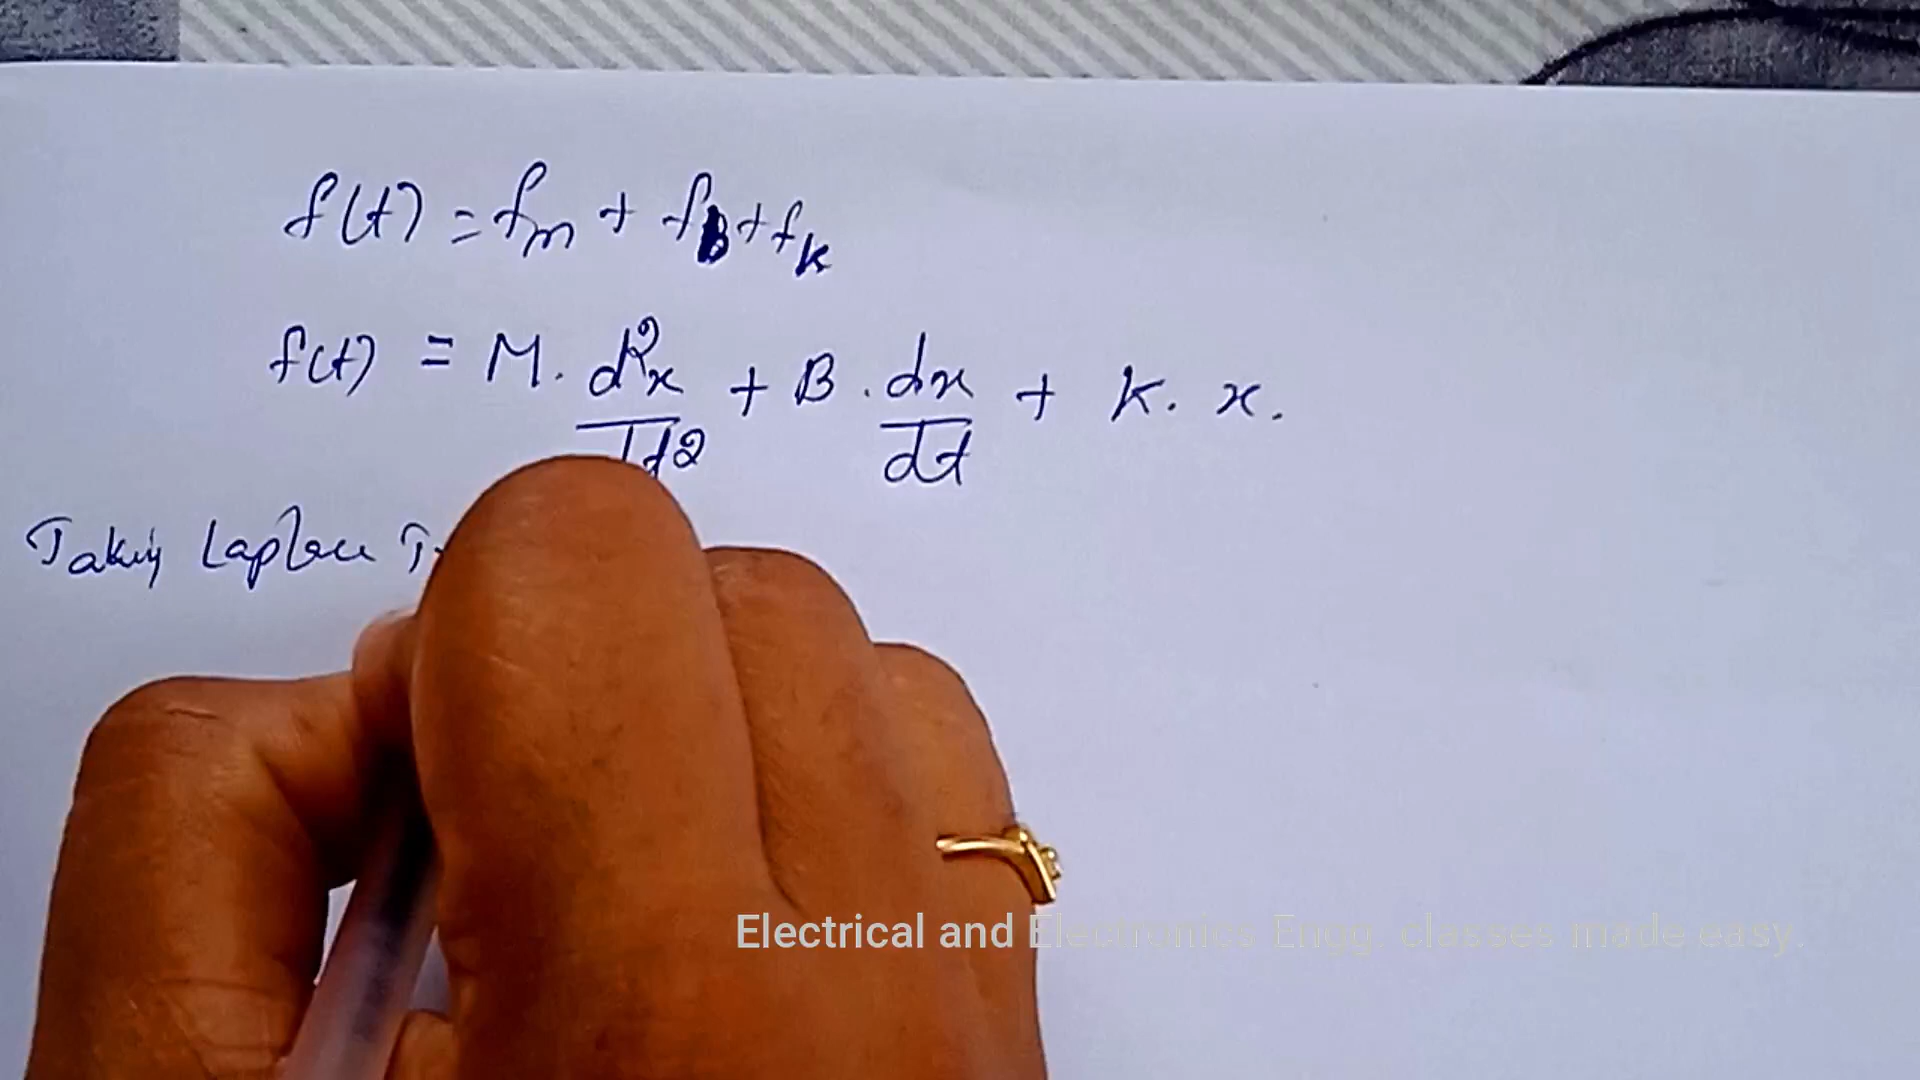 f(t) = fm + fB + fk
f(t) = M. d²x/dt² + B . dx/dt + K. x.
Taking Laplace T
Electrical and Electronics Engg. classes made easy.